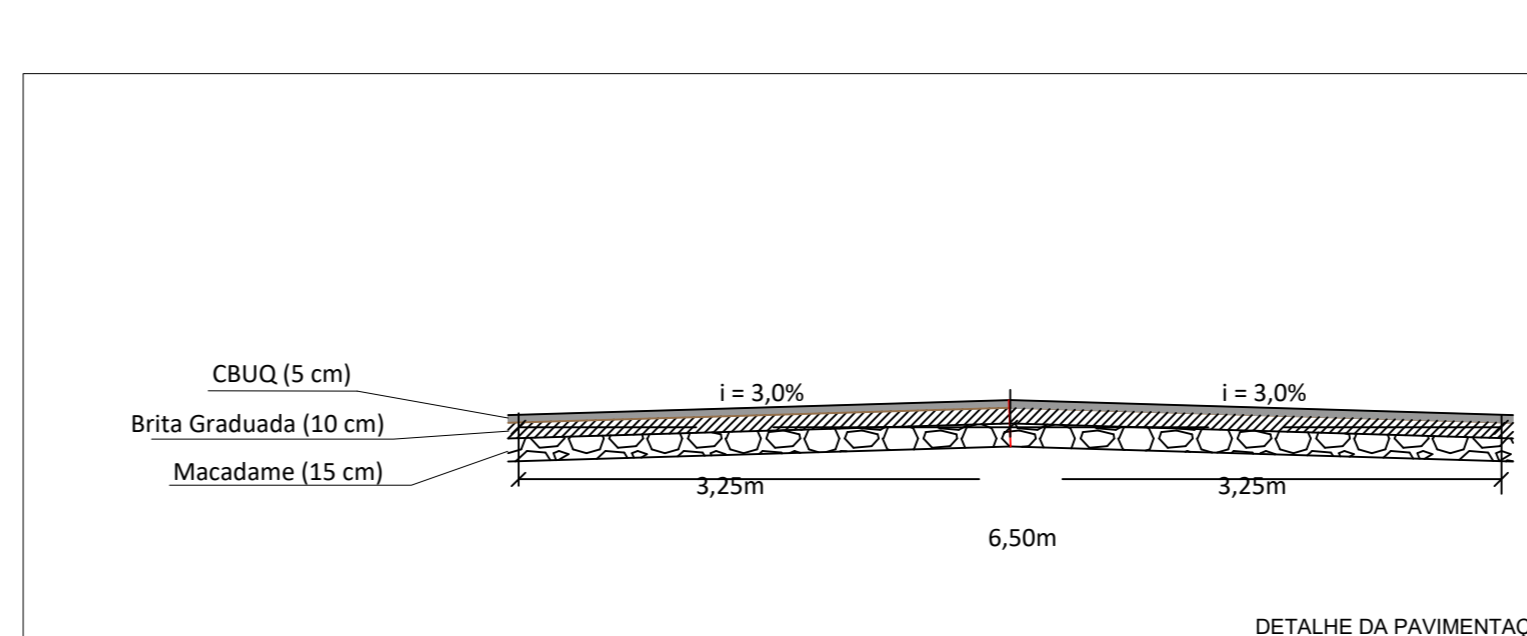 CBUQ (5 cm)
i = 3,0%
i = 3,0%
Brita Graduada (10 cm)
Macadame (15 cm)
3,25m
3,25m
6,50m
DETALHE DA PAVIMENTAÇ